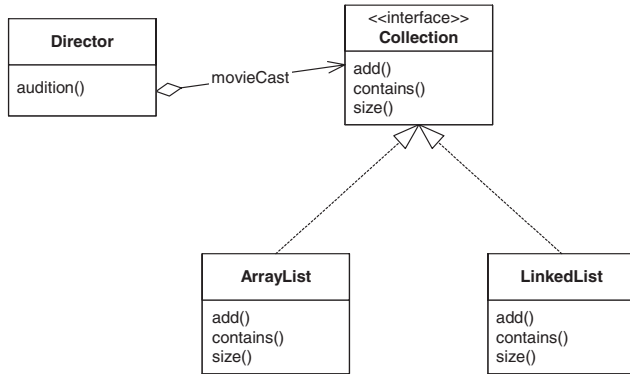 Director
audition()
movieCast
<<interface>>
Collection
add()
contains()
size()
ArrayList
add()
contains()
size()
LinkedList
add()
contains()
size()